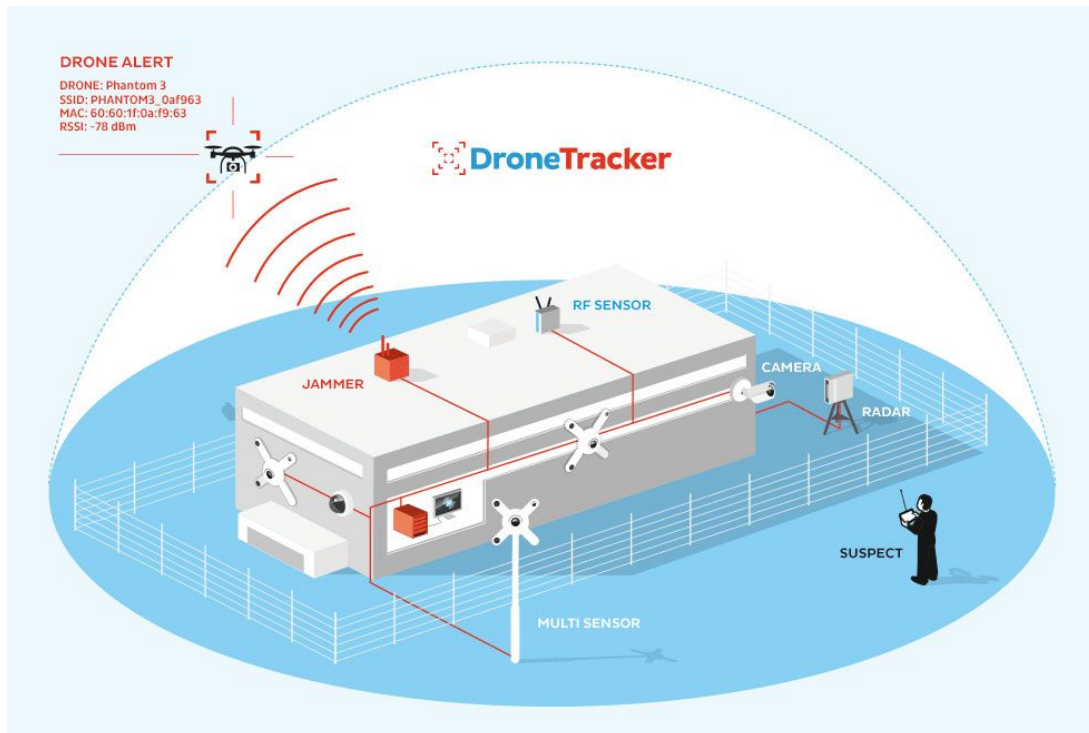 DRONE ALERT
DRONE: Phantom 3
SSID: PHANTOM3_0af963
MAC: 60:60:1f:0a:f9:63
RSSI: -78 dBm
DroneTracker
RF SENSOR
JAMMER
CAMERA
RADAR
SUSPECT
MULTI SENSOR